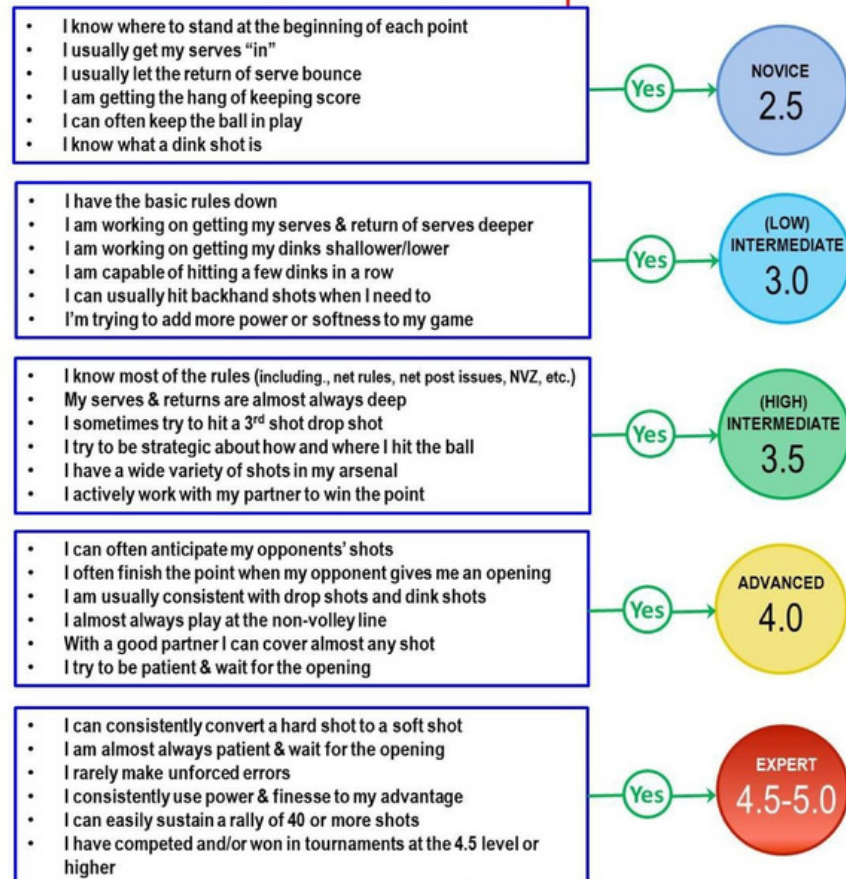 • I know where to stand at the beginning of each point
• I usually get my serves “in”
• I usually let the return of serve bounce
• I am getting the hang of keeping score
• I can often keep the ball in play
• I know what a dink shot is
Yes
NOVICE
2.5
• I have the basic rules down
• I am working on getting my serves & return of serves deeper
• I am working on getting my dinks shallower/lower
• I am capable of hitting a few dinks in a row
• I can usually hit backhand shots when I need to
• I’m trying to add more power or softness to my game
Yes
(LOW)
INTERMEDIATE
3.0
• I know most of the rules (including., net rules, net post issues, NVZ, etc.)
• My serves & returns are almost always deep
• I sometimes try to hit a 3rd shot drop shot
• I try to be strategic about how and where I hit the ball
• I have a wide variety of shots in my arsenal
• I actively work with my partner to win the point
Yes
(HIGH)
INTERMEDIATE
3.5
• I can often anticipate my opponents’ shots
• I often finish the point when my opponent gives me an opening
• I am usually consistent with drop shots and dink shots
• I almost always play at the non-volley line
• With a good partner I can cover almost any shot
• I try to be patient & wait for the opening
Yes
ADVANCED
4.0
• I can consistently convert a hard shot to a soft shot
• I am almost always patient & wait for the opening
• I rarely make unforced errors
• I consistently use power & finesse to my advantage
• I can easily sustain a rally of 40 or more shots
• I have competed and/or won in tournaments at the 4.5 level or
higher
Yes
EXPERT
4.5-5.0